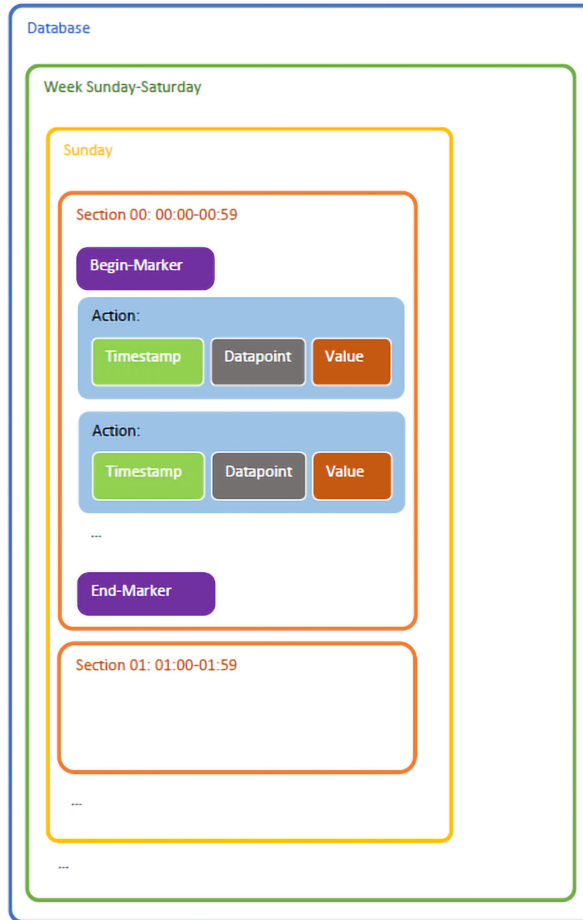 Database
Week Sunday-Saturday
Sunday
Section 00: 00:00-00:59
Begin-Marker
Action:
Timestamp Datapoint Value
Action:
Timestamp Datapoint Value
...
End-Marker
Section 01: 01:00-01:59
...
...